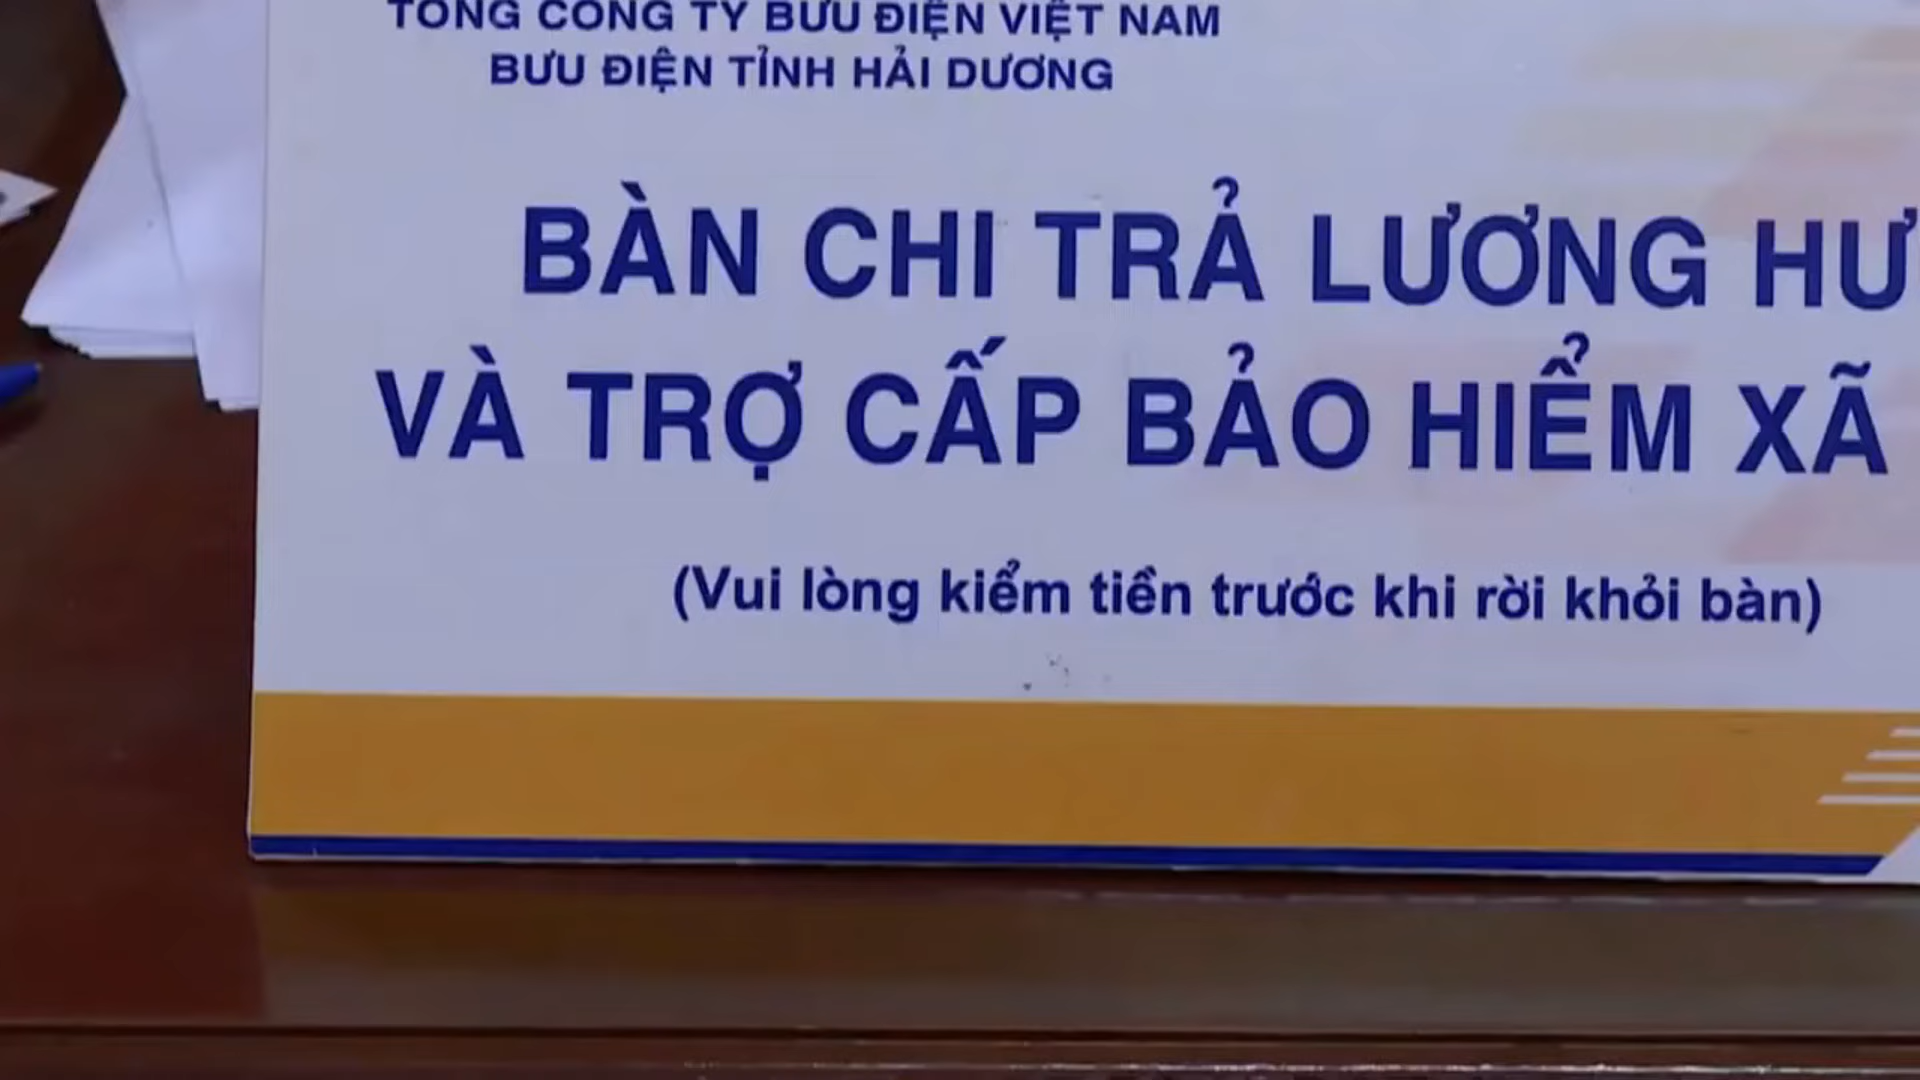 TỔNG CÔNG TY BƯU ĐIỆN VIỆT NAM
BƯU ĐIỆN TỈNH HẢI DƯƠNG
BÀN CHI TRẢ LƯƠNG HƯ
VÀ TRỢ CẤP BẢO HIỂM XÃ
(Vui lòng kiểm tiền trước khi rời khỏi bàn)